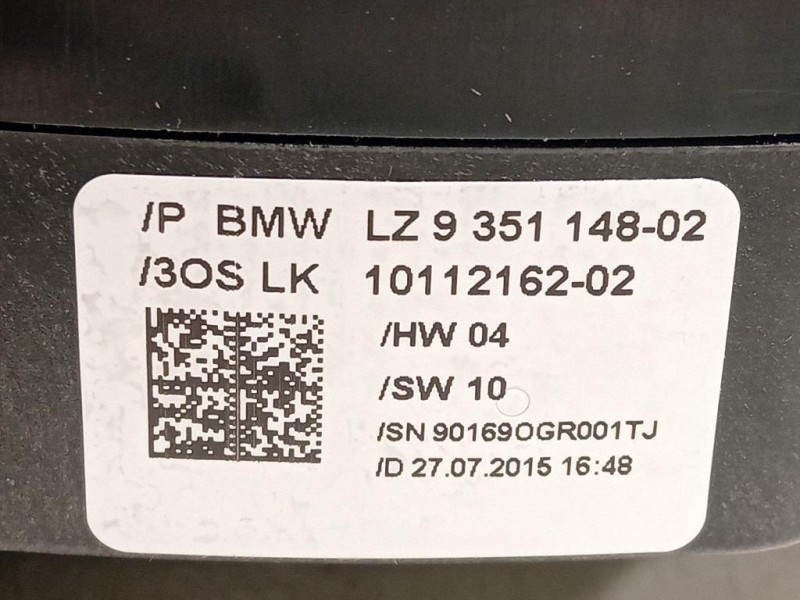 /P BMW LZ 9 351 148-02
/3OS LK 10112162-02
/HW 04
/SW 10
/SN 90169OGR001TJ
/D 27.07.2015 16:48